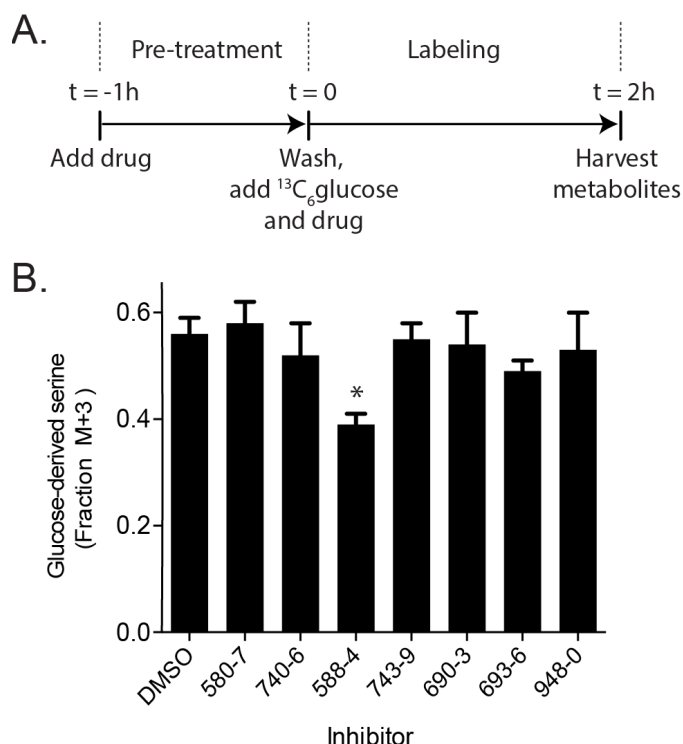 A.
Pre-treatment Labeling
t = -1h t = 0 t = 2h
Add drug Wash, Harvest
add ¹³C₆glucose metabolites
and drug
B.
Glucose-derived serine
(Fraction M+3 )
0.6
0.4
0.2
0.0
*
DMSO 580-7 740-6 588-4 743-9 690-3 693-6 948-0
Inhibitor